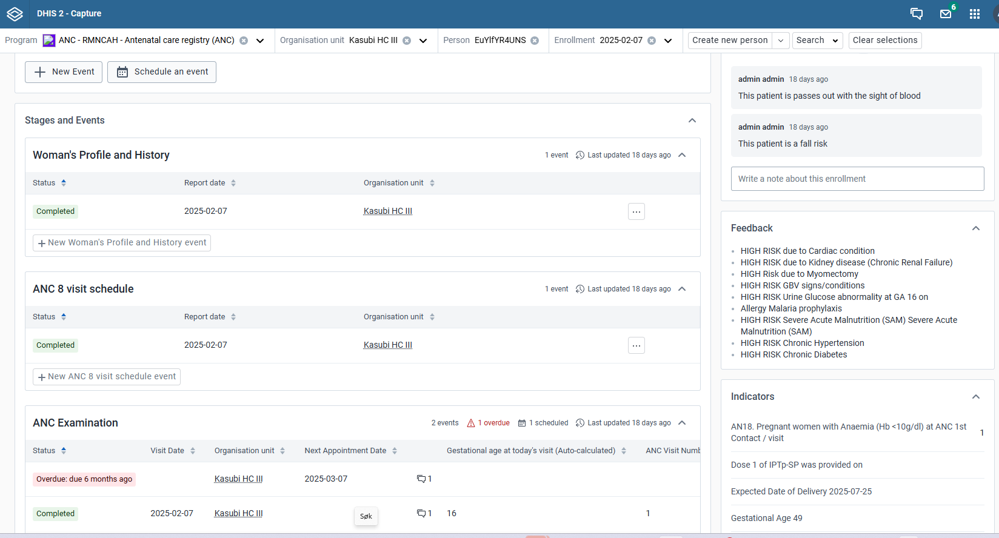 DHIS 2 - Capture
6
Program ANC - RMNCAH - Antenatal care registry (ANC) Organisation unit Kasubi HC III Person EuYlfYR4UNS Enrollment 2025-02-07 Create new person Search Clear selections
New Event Schedule an event
Stages and Events
Woman's Profile and History 1 event Last updated 18 days ago
Status Report date Organisation unit
Completed 2025-02-07 Kasubi HC III
New Woman's Profile and History event
ANC 8 visit schedule 1 event Last updated 18 days ago
Status Report date Organisation unit
Completed 2025-02-07 Kasubi HC III
New ANC 8 visit schedule event
ANC Examination 2 events 1 overdue 1 scheduled Last updated 18 days ago
Status Visit Date Organisation unit Next Appointment Date Gestational age at today's visit (Auto-calculated) ANC Visit Numb
Overdue: due 6 months ago Kasubi HC III 2025-03-07 1
Completed 2025-02-07 Kasubi HC III 1 16 1
Søk
admin admin 18 days ago
This patient is passes out with the sight of blood
admin admin 18 days ago
This patient is a fall risk
Write a note about this enrollment
Feedback
HIGH RISK due to Cardiac condition
HIGH RISK due to Kidney disease (Chronic Renal Failure)
HIGH Risk due to Myomectomy
HIGH RISK GBV signs/conditions
HIGH RISK Urine Glucose abnormality at GA 16 on
Allergy Malaria prophylaxis
HIGH RISK Severe Acute Malnutrition (SAM) Severe Acute
Malnutrition (SAM)
HIGH RISK Chronic Hypertension
HIGH RISK Chronic Diabetes
Indicators
AN18. Pregnant women with Anaemia (Hb <10g/dl) at ANC 1st
Contact / visit 1
Dose 1 of IPTp-SP was provided on
Expected Date of Delivery 2025-07-25
Gestational Age 49